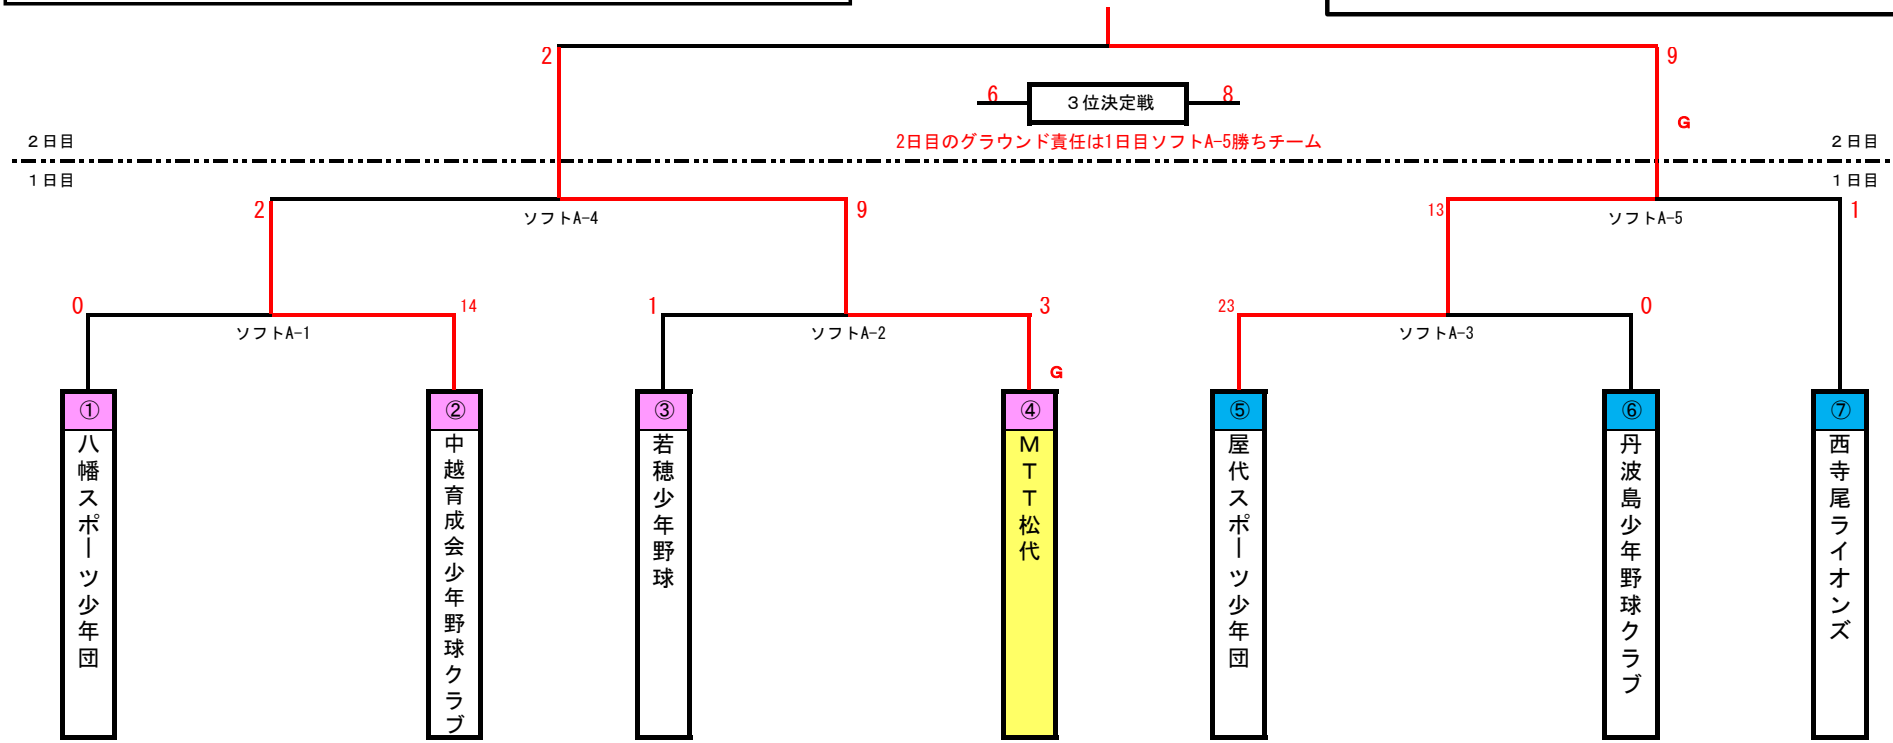 2
9
6
３位決定戦
8
G
２日目
2日目のグラウンド責任は1日目ソフトA-5勝ちチーム
２日目
１日目
１日目
2
ソフトA-4
9
13
ソフトA-5
1
0
ソフトA-1
14
1
ソフトA-2
3
23
ソフトA-3
0
G
①
八幡スポーツ少年団
②
中越育成会少年野球クラブ
③
若穂少年野球
④
ＭＴＴ松代
⑤
屋代スポーツ少年団
⑥
丹波島少年野球クラブ
⑦
西寺尾ライオンズ